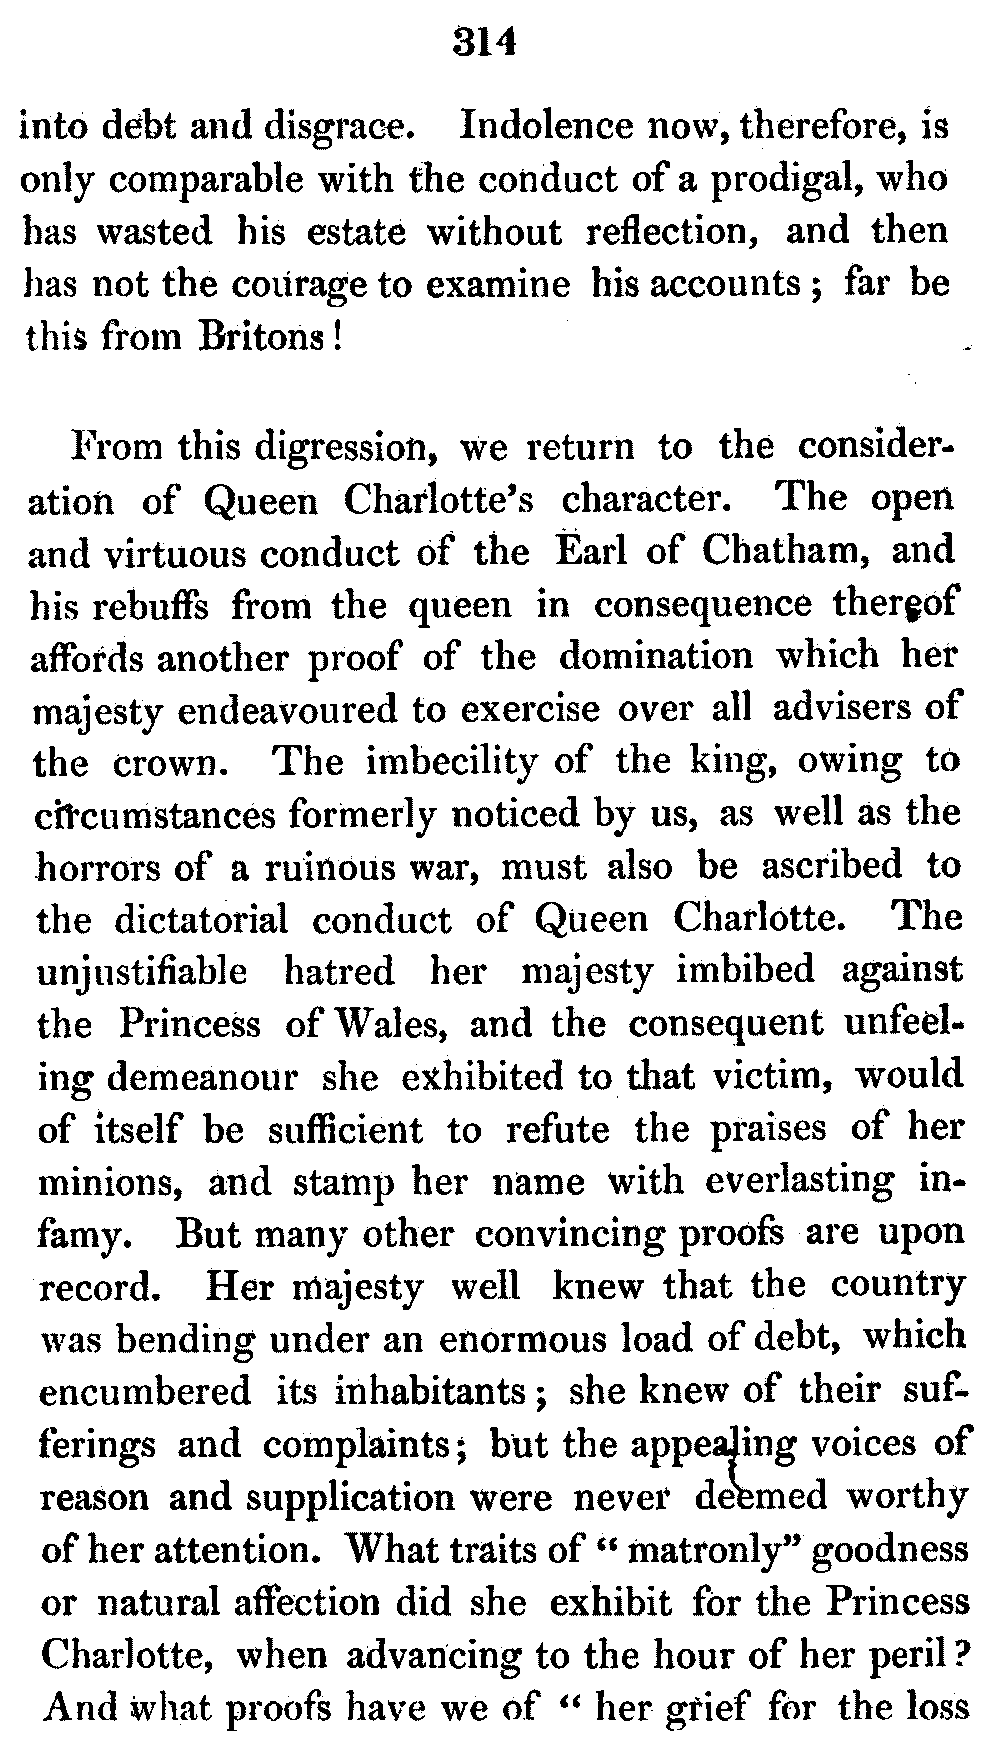 314
into debt and disgrace. Indolence now, therefore, is
only comparable with the conduct of a prodigal, who
has wasted his estate without reflection, and then
has not the courage to examine his accounts; far be
this from Britons!
From this digression, we return to the consider-
ation of Queen Charlotte's character. The open
and virtuous conduct of the Earl of Chatham, and
his rebuffs from the queen in consequence thereof
affords another proof of the domination which her
majesty endeavoured to exercise over all advisers of
the crown. The imbecility of the king, owing to
circumstances formerly noticed by us, as well as the
horrors of a ruinous war, must also be ascribed to
the dictatorial conduct of Queen Charlotte. The
unjustifiable hatred her majesty imbibed against
the Princess of Wales, and the consequent unfeel-
ing demeanour she exhibited to that victim, would
of itself be sufficient to refute the praises of her
minions, and stamp her name with everlasting in-
famy. But many other convincing proofs are upon
record. Her majesty well knew that the country
was bending under an enormous load of debt, which
encumbered its inhabitants; she knew of their suf-
ferings and complaints; but the appealing voices of
reason and supplication were never deemed worthy
of her attention. What traits of "matronly" goodness
or natural affection did she exhibit for the Princess
Charlotte, when advancing to the hour of her peril?
And what proofs have we of "her grief for the loss